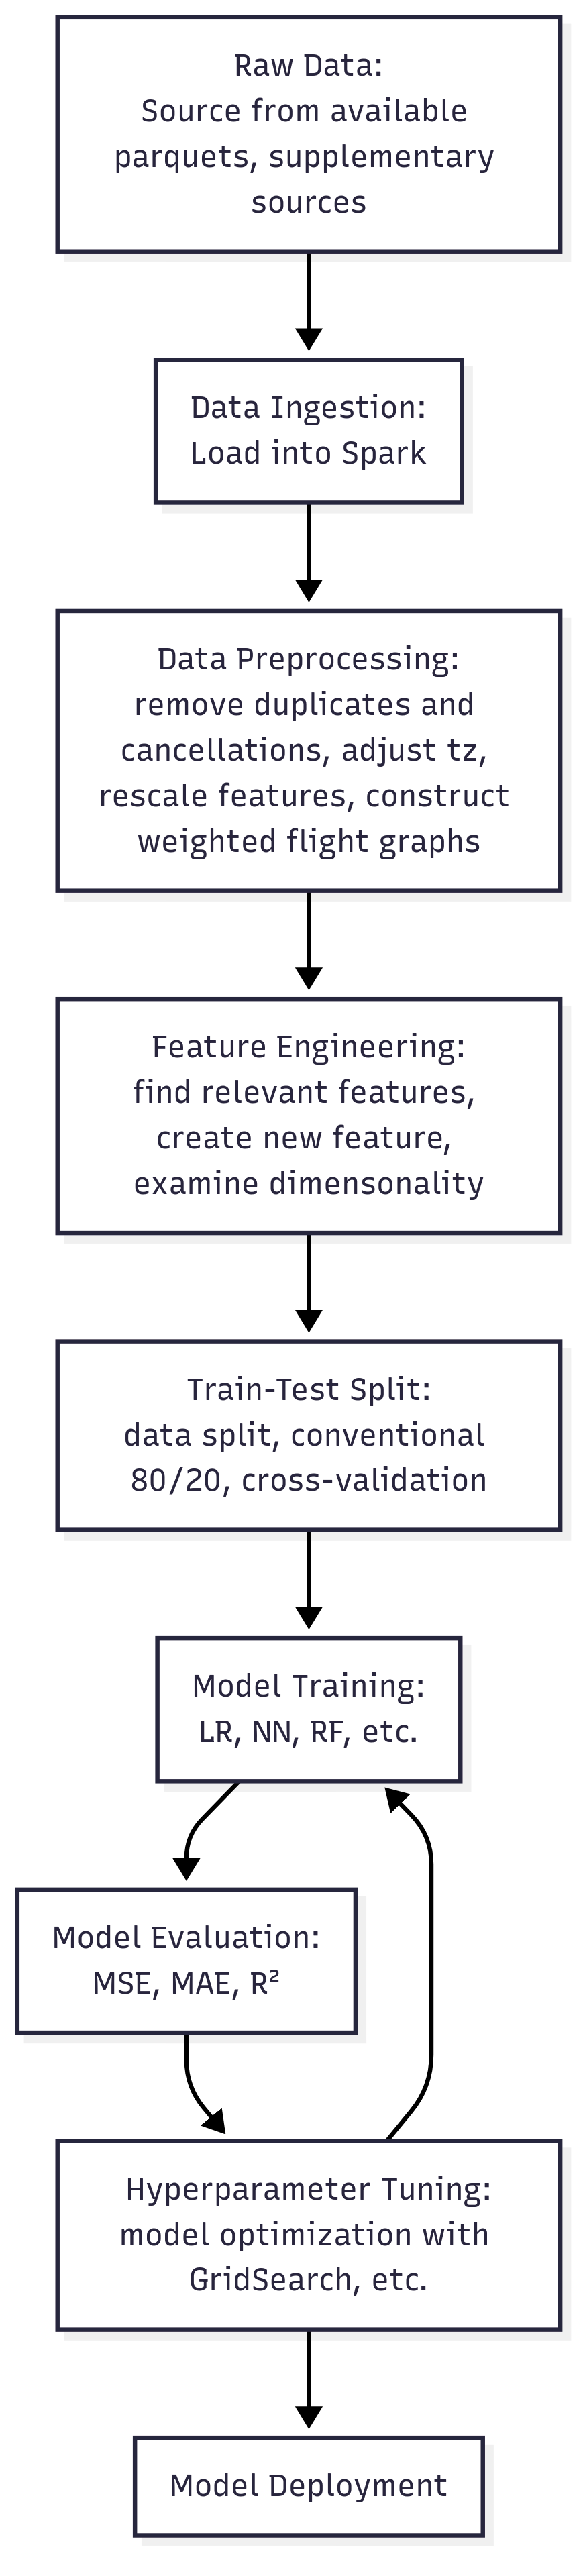 Raw Data:
Source from available
parquets, supplementary
sources
Data Ingestion:
Load into Spark
Data Preprocessing:
remove duplicates and
cancellations, adjust tz,
rescale features, construct
weighted flight graphs
Feature Engineering:
find relevant features,
create new feature,
examine dimensonality
Train-Test Split:
data split, conventional
80/20, cross-validation
Model Training:
LR, NN, RF, etc.
Model Evaluation:
MSE, MAE, R²
Hyperparameter Tuning:
model optimization with
GridSearch, etc.
Model Deployment